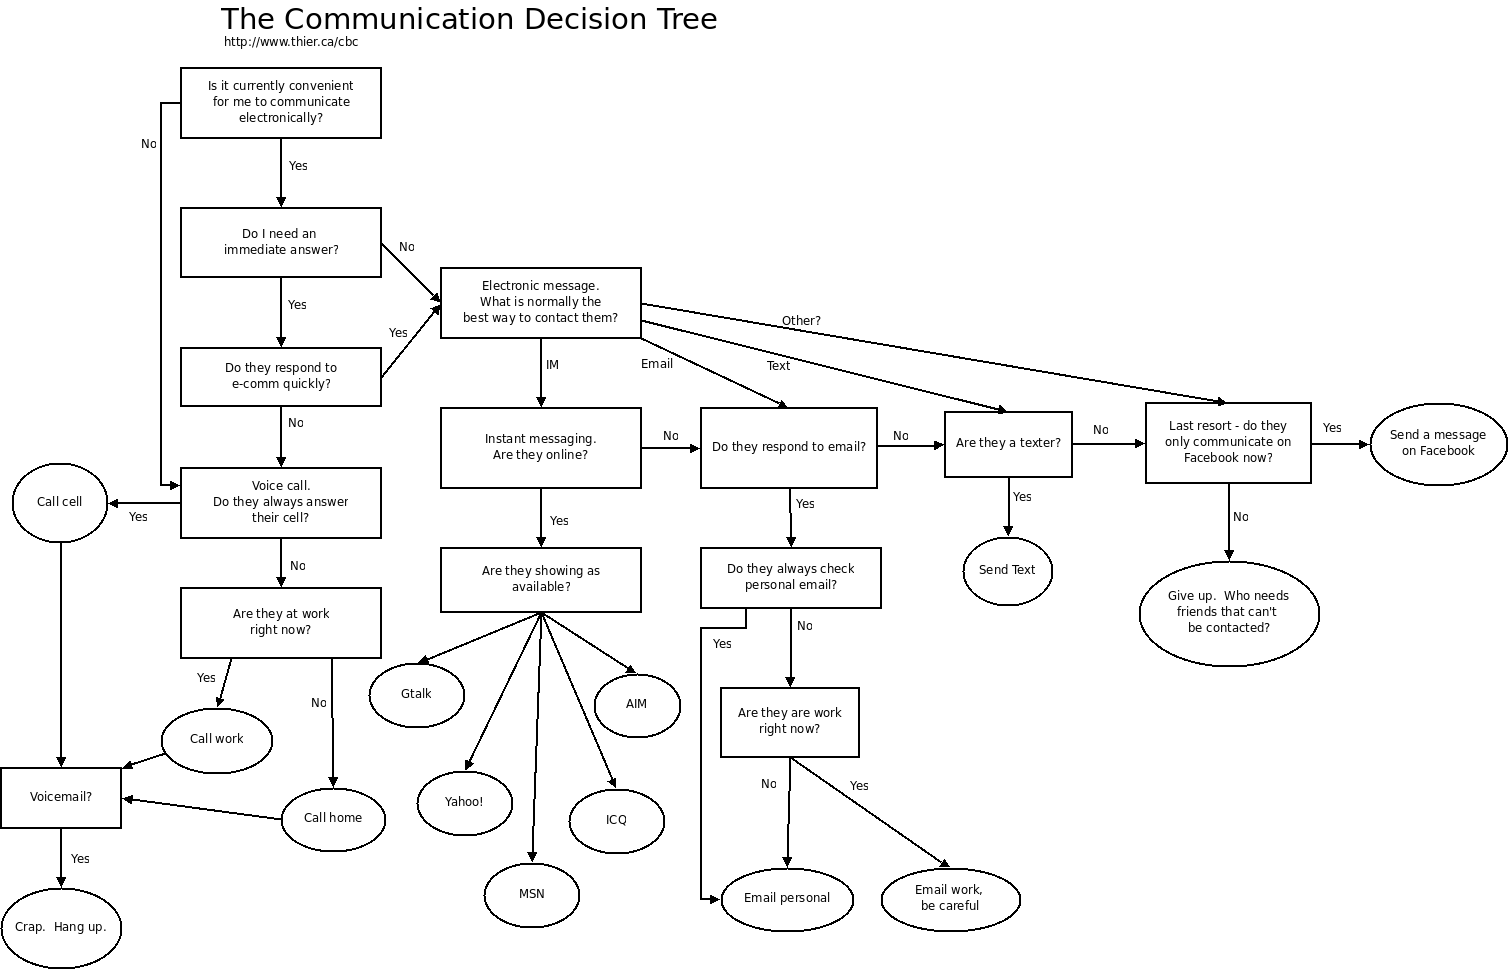 The Communication Decision Tree
http://www.thier.ca/cbc
Is it currently convenient
for me to communicate
electronically?
No
Yes
Do I need an
immediate answer?
No
Yes
Electronic message.
What is normally the
best way to contact them?
Other?
Yes
Do they respond to
e-comm quickly?
IM
Email
Text
No
Instant messaging.
Are they online?
No
Do they respond to email?
No
Are they a texter?
No
Last resort - do they
only communicate on
Facebook now?
Yes
Send a message
on Facebook
Call cell
Yes
Voice call.
Do they always answer
their cell?
Yes
Yes
Yes
No
No
Are they showing as
available?
Do they always check
personal email?
Send Text
Give up.  Who needs
friends that can't
be contacted?
Are they at work
right now?
Yes
No
Yes
No
Gtalk
AIM
Are they are work
right now?
Call work
Voicemail?
Call home
Yahoo!
ICQ
No
Yes
Yes
MSN
Email personal
Email work,
be careful
Crap.  Hang up.